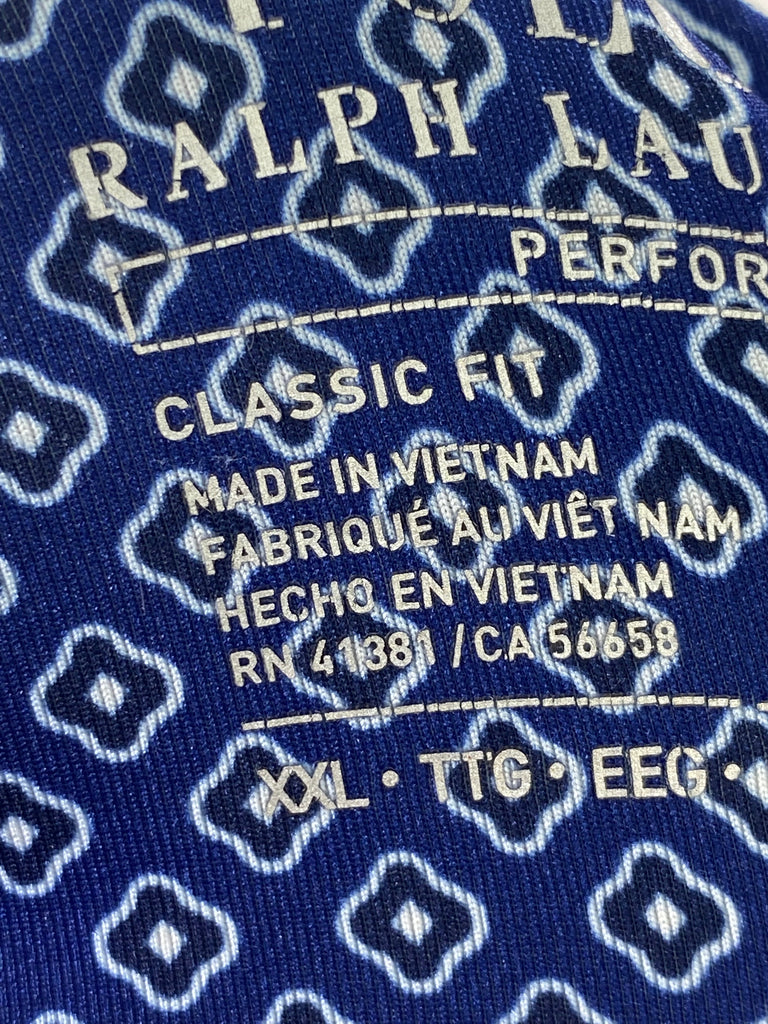 RALPH LAU
PERFOR
CLASSIC FIT
MADE IN VIETNAM
FABRIQUÉ AU VIÊT NAM
HECHO EN VIETNAM
RN 41381 / CA 56658
XXL • TTG • EEG •